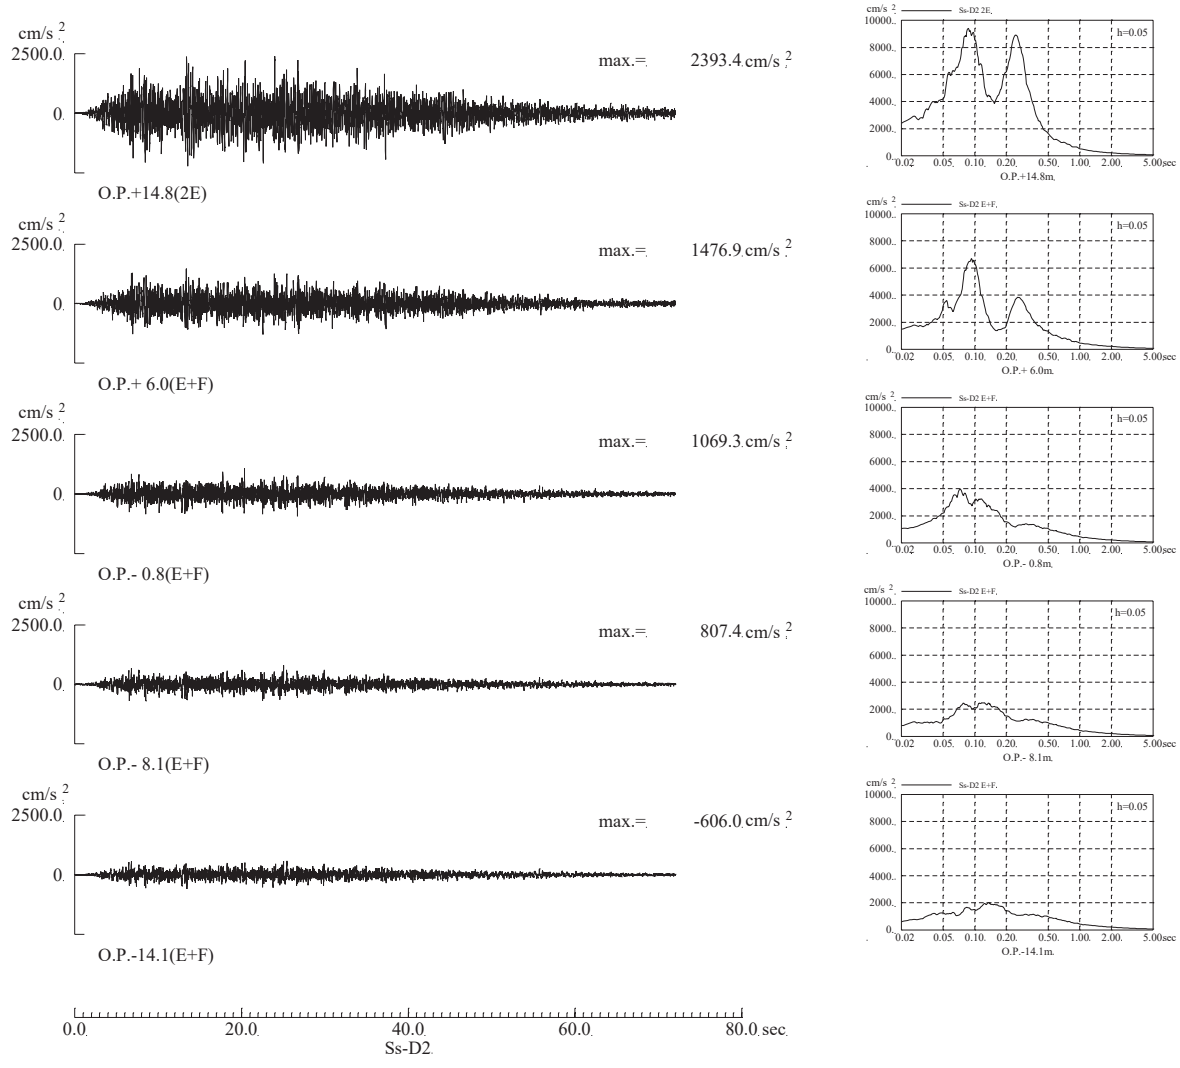 cm/s 2
2500.0
0.
max.= 2393.4 cm/s 2
O.P.+14.8(2E)
cm/s 2
2500.0
0.
max.= 1476.9 cm/s 2
O.P.+ 6.0(E+F)
cm/s 2
2500.0
0.
max.= 1069.3 cm/s 2
O.P.- 0.8(E+F)
cm/s 2
2500.0
0.
max.= 807.4 cm/s 2
O.P.- 8.1(E+F)
cm/s 2
2500.0
0.
max.= -606.0 cm/s 2
O.P.-14.1(E+F)
0.0 20.0 40.0 60.0 80.0 sec
Ss-D2
cm/s 2 Ss-D2 2E
10000.
h=0.05
8000.
6000.
4000.
2000.
0.
0.02 0.05 0.10 0.20 0.50 1.00 2.00 5.00 sec
O.P.+14.8m
cm/s 2 Ss-D2 E+F
10000.
h=0.05
8000.
6000.
4000.
2000.
0.
0.02 0.05 0.10 0.20 0.50 1.00 2.00 5.00 sec
O.P.+ 6.0m
cm/s 2 Ss-D2 E+F
10000.
h=0.05
8000.
6000.
4000.
2000.
0.
0.02 0.05 0.10 0.20 0.50 1.00 2.00 5.00 sec
O.P.- 0.8m
cm/s 2 Ss-D2 E+F
10000.
h=0.05
8000.
6000.
4000.
2000.
0.
0.02 0.05 0.10 0.20 0.50 1.00 2.00 5.00 sec
O.P.- 8.1m
cm/s 2 Ss-D2 E+F
10000.
h=0.05
8000.
6000.
4000.
2000.
0.
0.02 0.05 0.10 0.20 0.50 1.00 2.00 5.00 sec
O.P.-14.1m